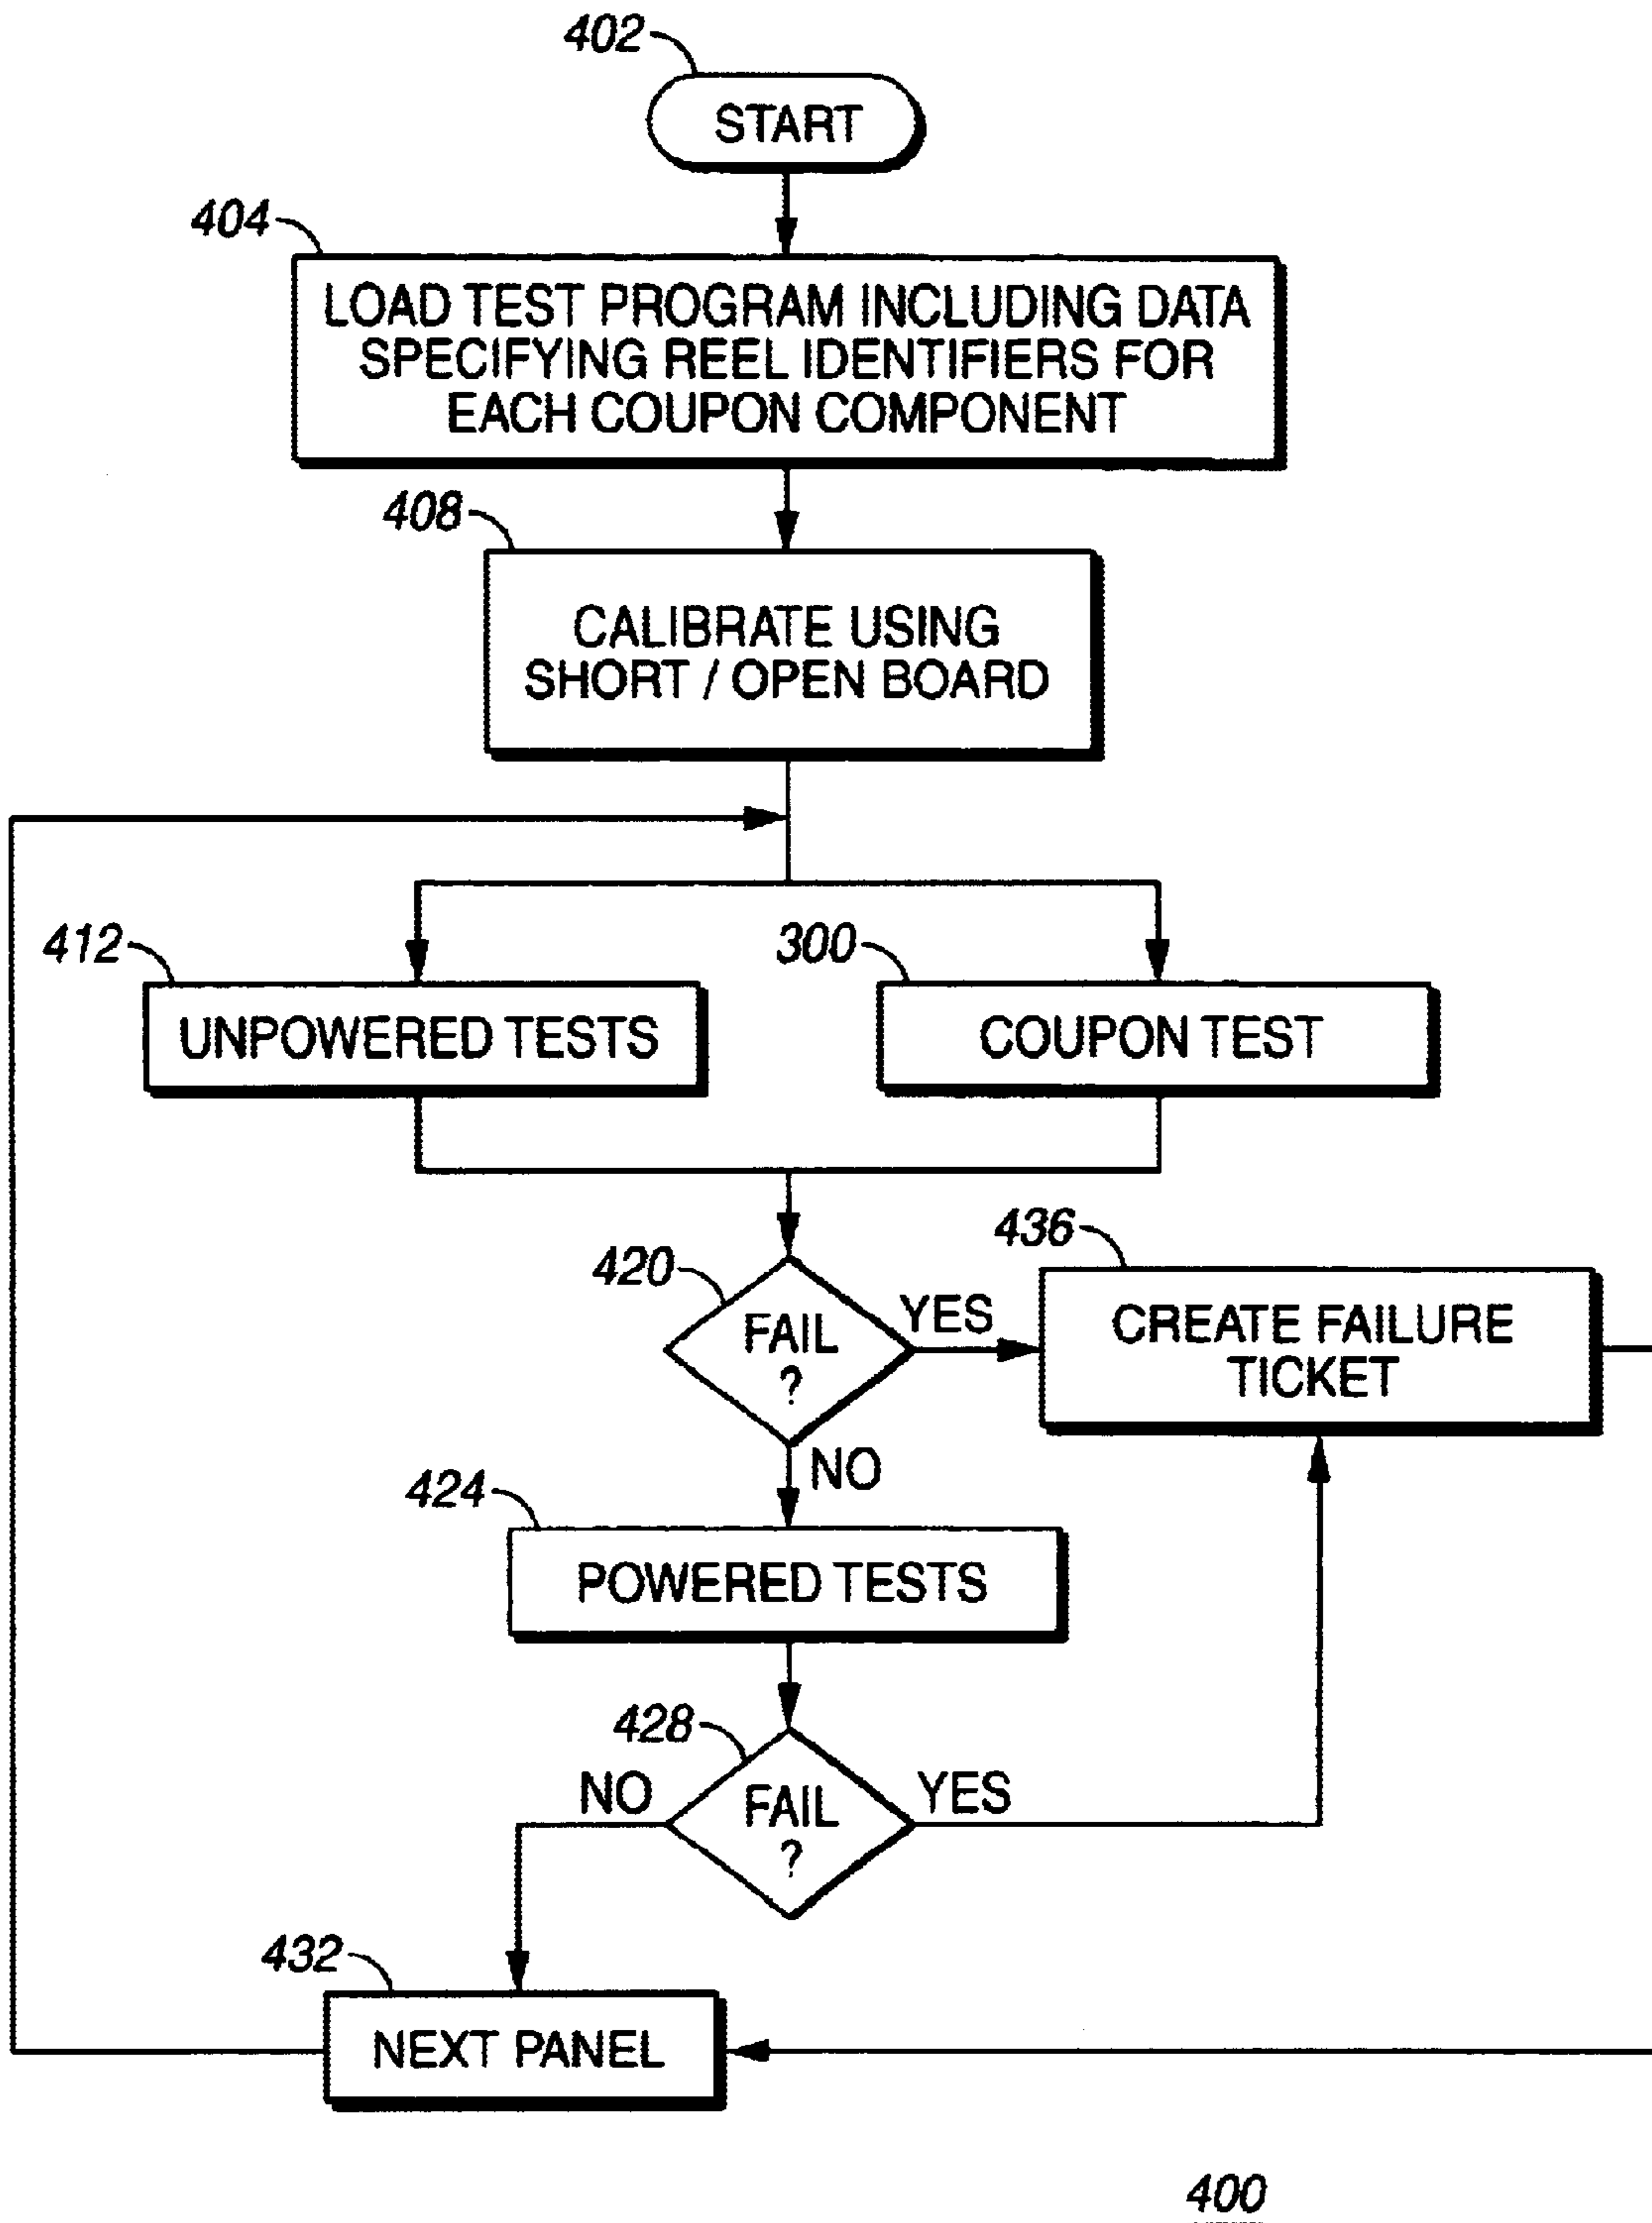 402
START
404
LOAD TEST PROGRAM INCLUDING DATA
SPECIFYING REEL IDENTIFIERS FOR
EACH COUPON COMPONENT
408
CALIBRATE USING
SHORT / OPEN BOARD
412
UNPOWERED TESTS
300
COUPON TEST
420
FAIL
?
YES
NO
436
CREATE FAILURE
TICKET
424
POWERED TESTS
428
FAIL
?
NO
YES
432
NEXT PANEL
400